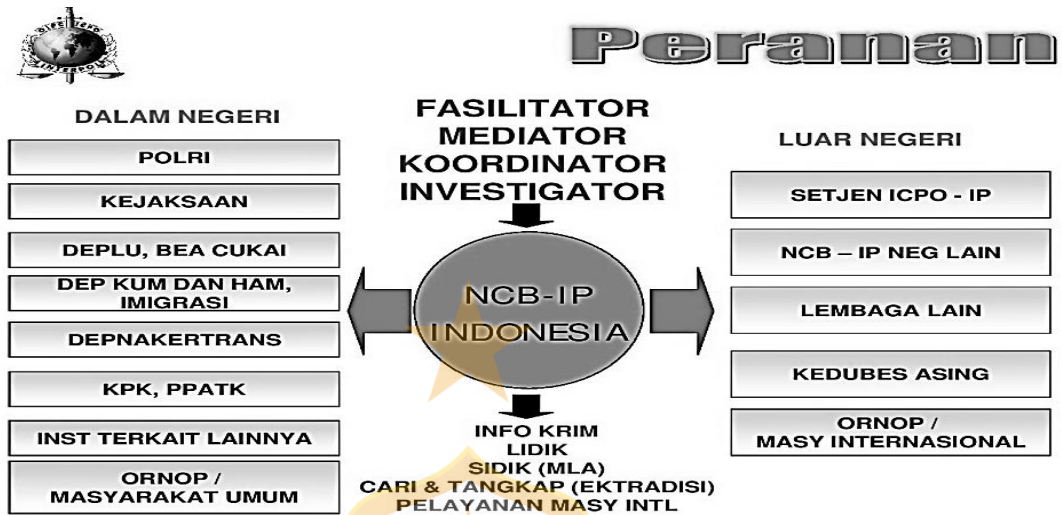 Peranan
DALAM NEGERI
POLRI
KEJAKSAAN
DEPLU, BEA CUKAI
DEP KUM DAN HAM,
IMIGRASI
DEPNAKERTRANS
KPK, PPATK
INST TERKAIT LAINNYA
ORNOP /
MASYARAKAT UMUM
FASILITATOR
MEDIATOR
KOORDINATOR
INVESTIGATOR
NCB-IP
INDONESIA
INFO KRIM
LIDIK
SIDIK (MLA)
CARI & TANGKAP (EKTRADISI)
PELAYANAN MASY INTL
LUAR NEGERI
SETJEN ICPO - IP
NCB – IP NEG LAIN
LEMBAGA LAIN
KEDUBES ASING
ORNOP /
MASY INTERNASIONAL
INTERPOL